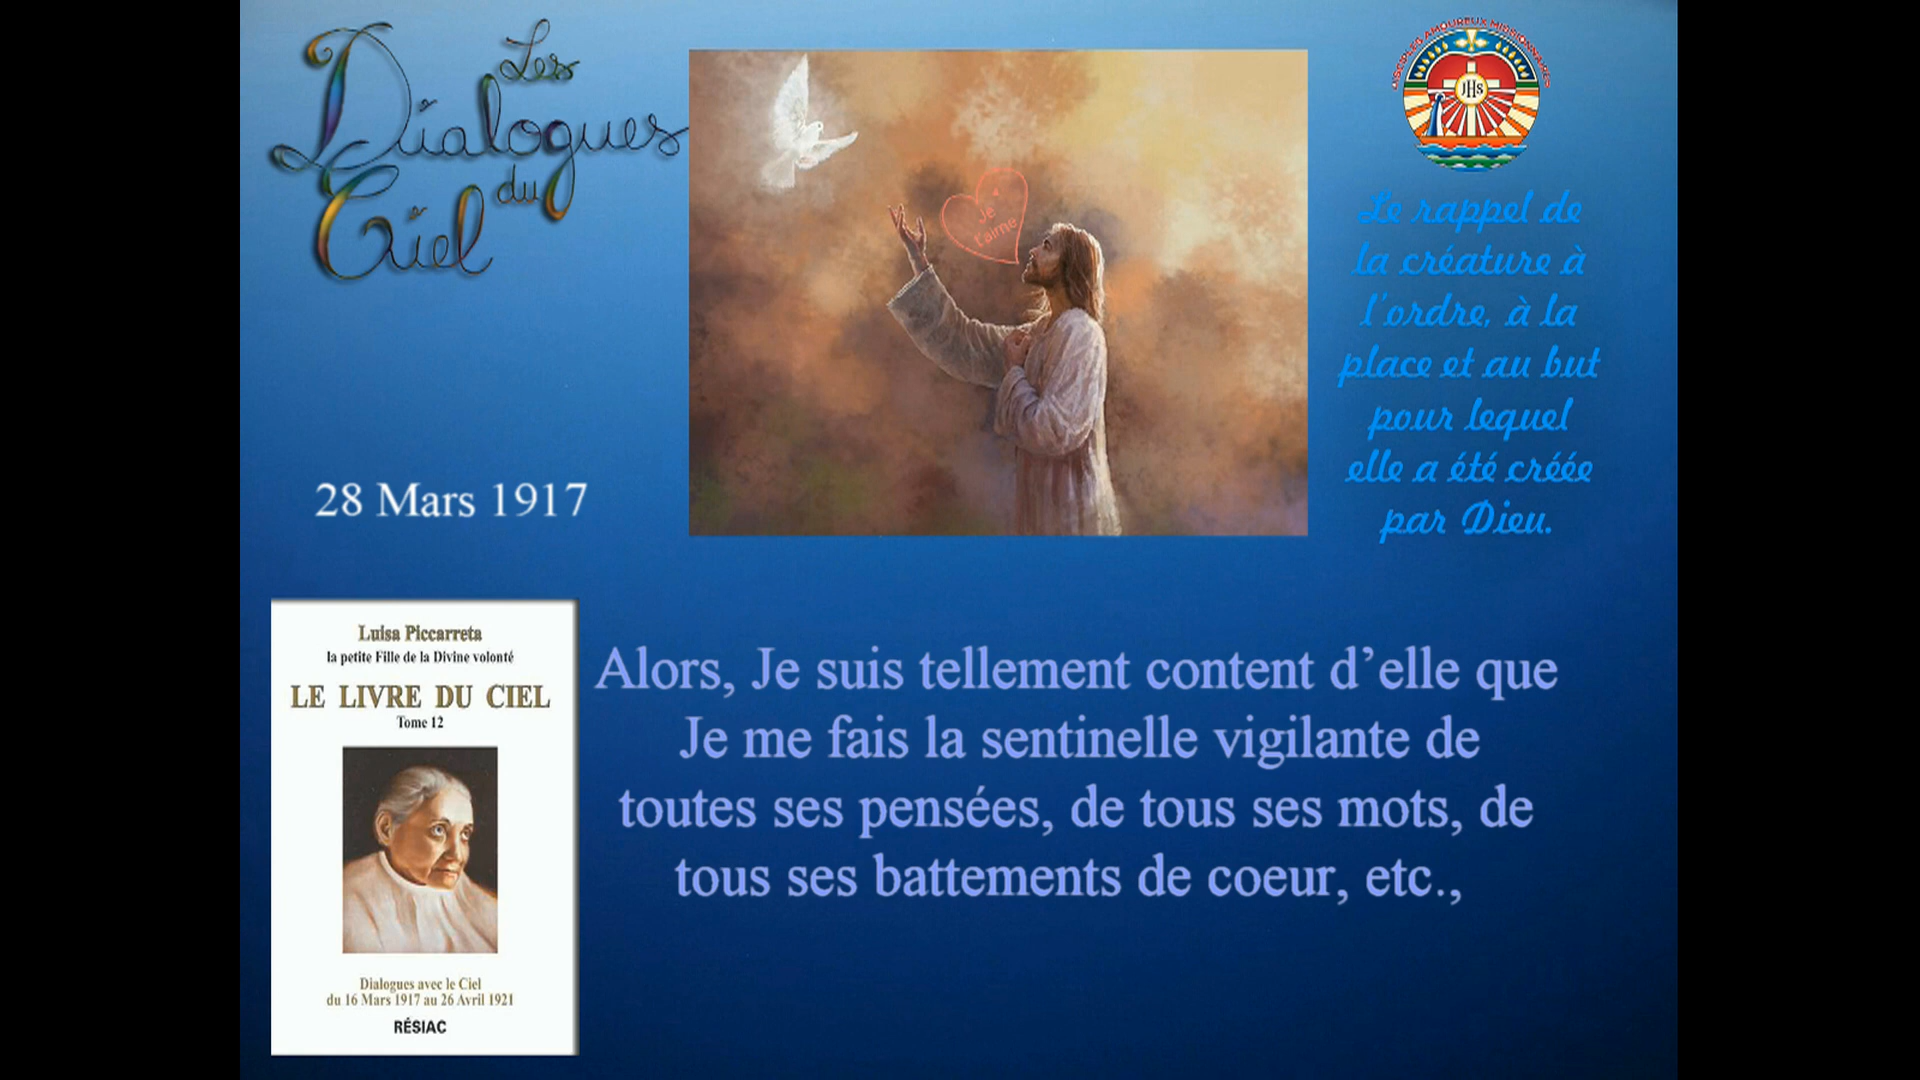 Les
Dialogues
du
Ciel
28 Mars 1917
Je
t'aime
JHS
Le rappel de
la créature à
l'ordre, à la
place et au but
pour lequel
elle a été créée
par Dieu.
Luisa Piccarreta
la petite Fille de la Divine volonté
LE LIVRE DU CIEL
Tome 12
Dialogues avec le Ciel
du 16 Mars 1917 au 26 Avril 1921
RÉSIAC
Alors, Je suis tellement content d'elle que
Je me fais la sentinelle vigilante de
toutes ses pensées, de tous ses mots, de
tous ses battements de coeur, etc.,